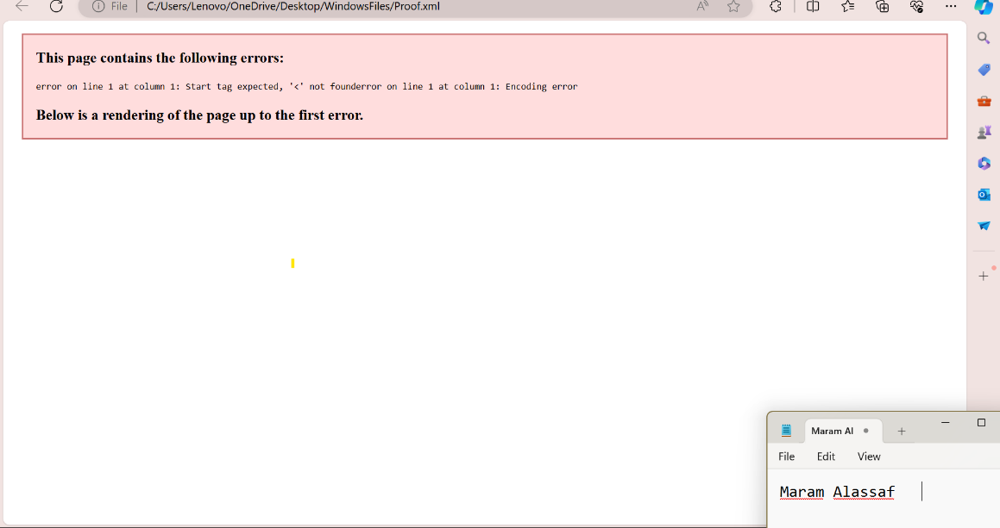 File C:/Users/Lenovo/OneDrive/Desktop/WindowsFiles/Proof.xml
This page contains the following errors:
error on line 1 at column 1: Start tag expected, '<' not founderror on line 1 at column 1: Encoding error
Below is a rendering of the page up to the first error.
Maram Al
File Edit View
Maram Alassaf